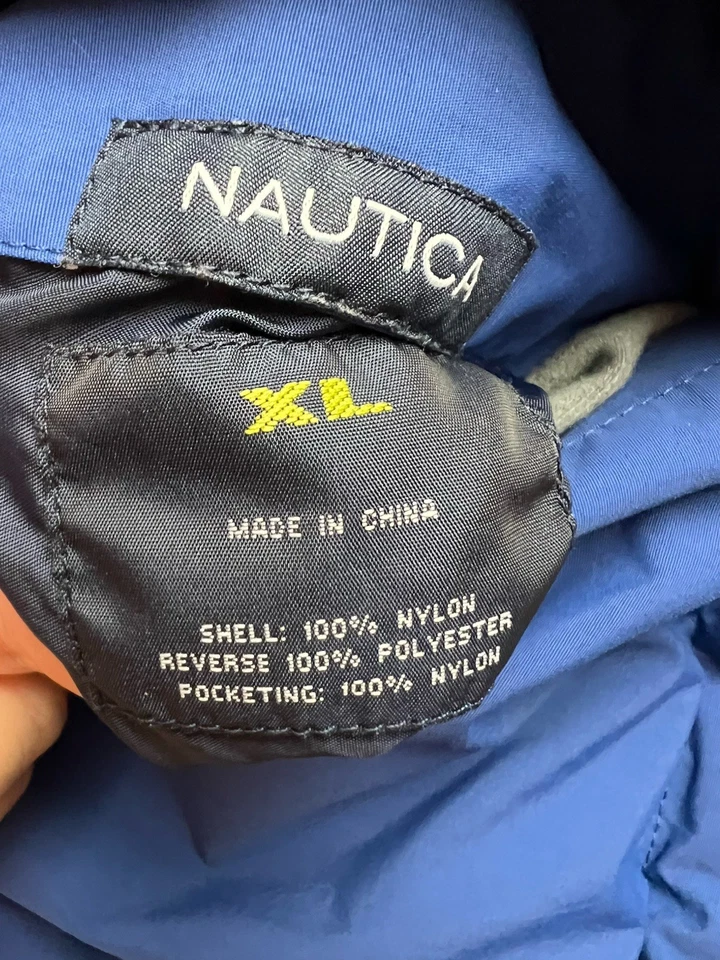 NAUTICA
XL
MADE IN CHINA
SHELL: 100% NYLON
REVERSE 100% POLYESTER
POCKETING: 100% NYLON